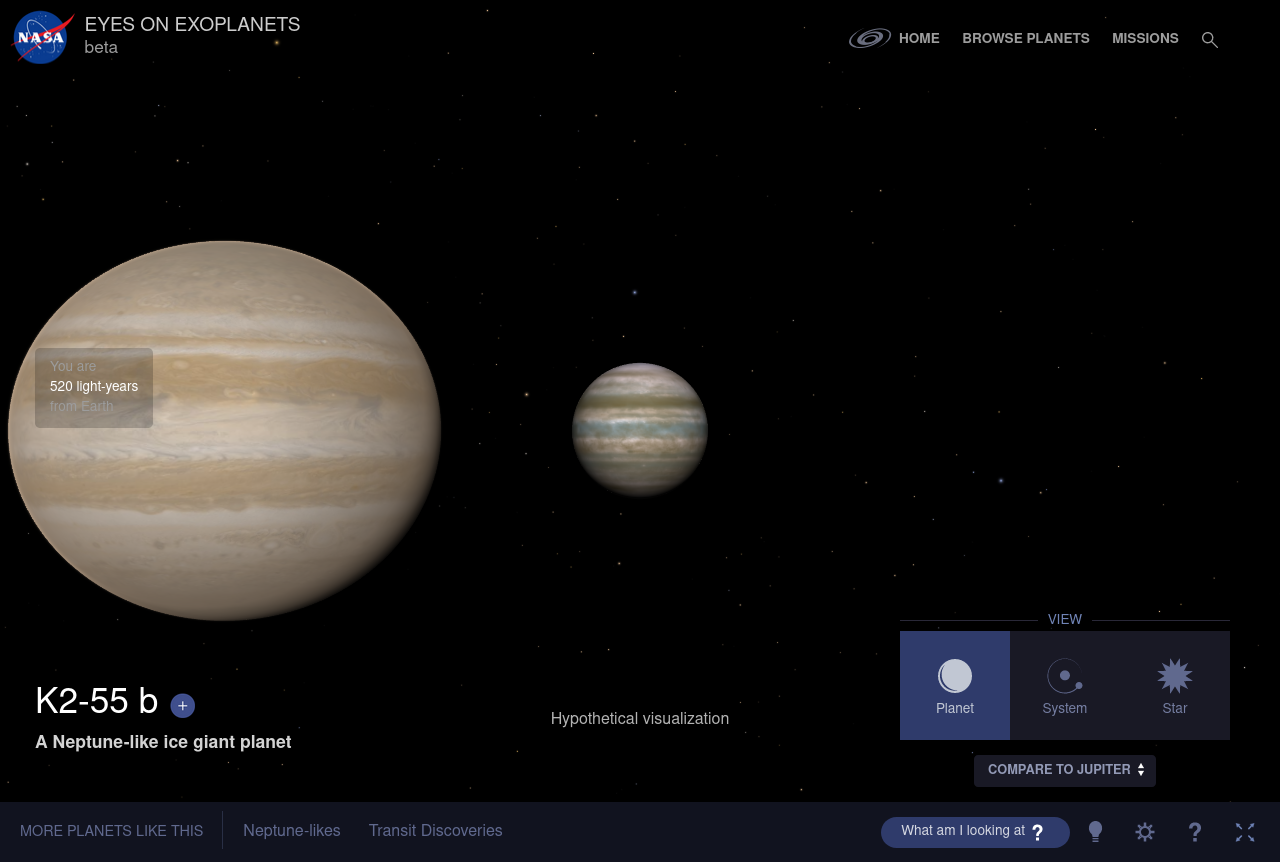 NASA
EYES ON EXOPLANETS
beta
HOME
BROWSE PLANETS
MISSIONS
You are
520 light-years
from Earth
K2-55 b
+
A Neptune-like ice giant planet
Hypothetical visualization
VIEW
Planet
System
Star
COMPARE TO JUPITER
MORE PLANETS LIKE THIS
Neptune-likes
Transit Discoveries
What am I looking at ?
?